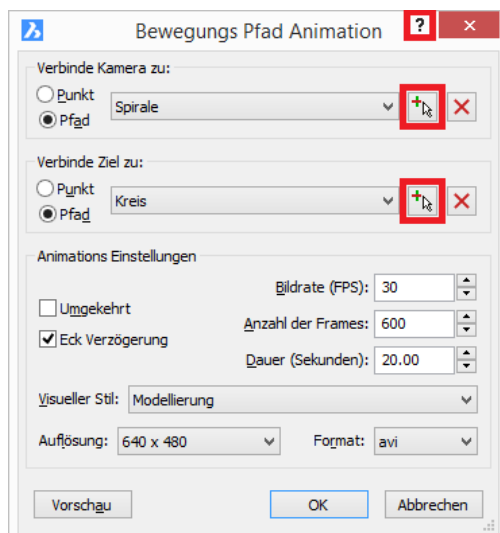 Bewegungs Pfad Animation ?
Verbinde Kamera zu:
Punkt
Pfad
Spirale
Verbinde Ziel zu:
Punkt
Pfad
Kreis
Animations Einstellungen
Bildrate (FPS): 30
Umgekehrt
Anzahl der Frames: 600
Eck Verzögerung
Dauer (Sekunden): 20.00
Visueller Stil: Modellierung
Auflösung: 640 x 480 Format: avi
Vorschau OK Abbrechen